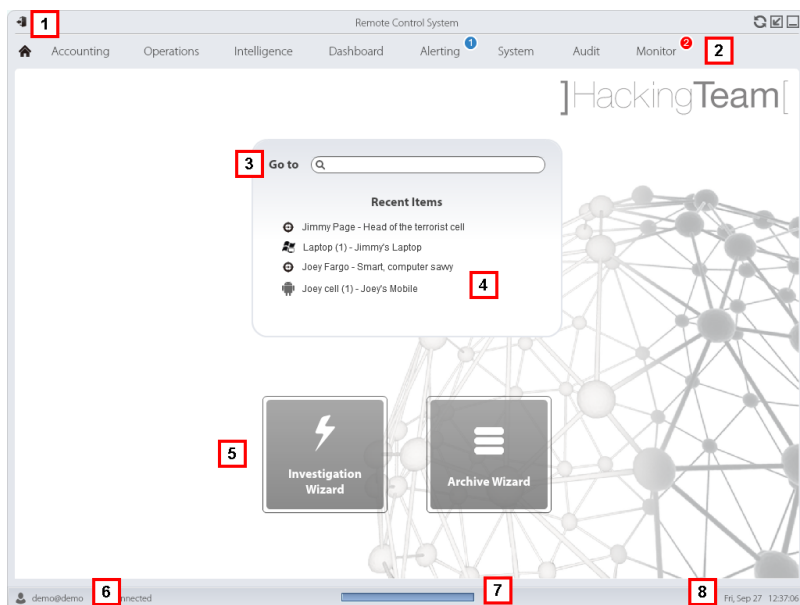 1
Remote Control System
Accounting Operations Intelligence Dashboard Alerting 1 System Audit Monitor 2 2
]HackingTeam[
3 Go to
Recent Items
Jimmy Page - Head of the terrorist cell
Laptop (1) - Jimmy's Laptop
Joey Fargo - Smart, computer savvy
Joey cell (1) - Joey's Mobile
4
5
Investigation
Wizard
Archive Wizard
demo@demo 6 nnected 7 8 Fri, Sep 27 12:37:06